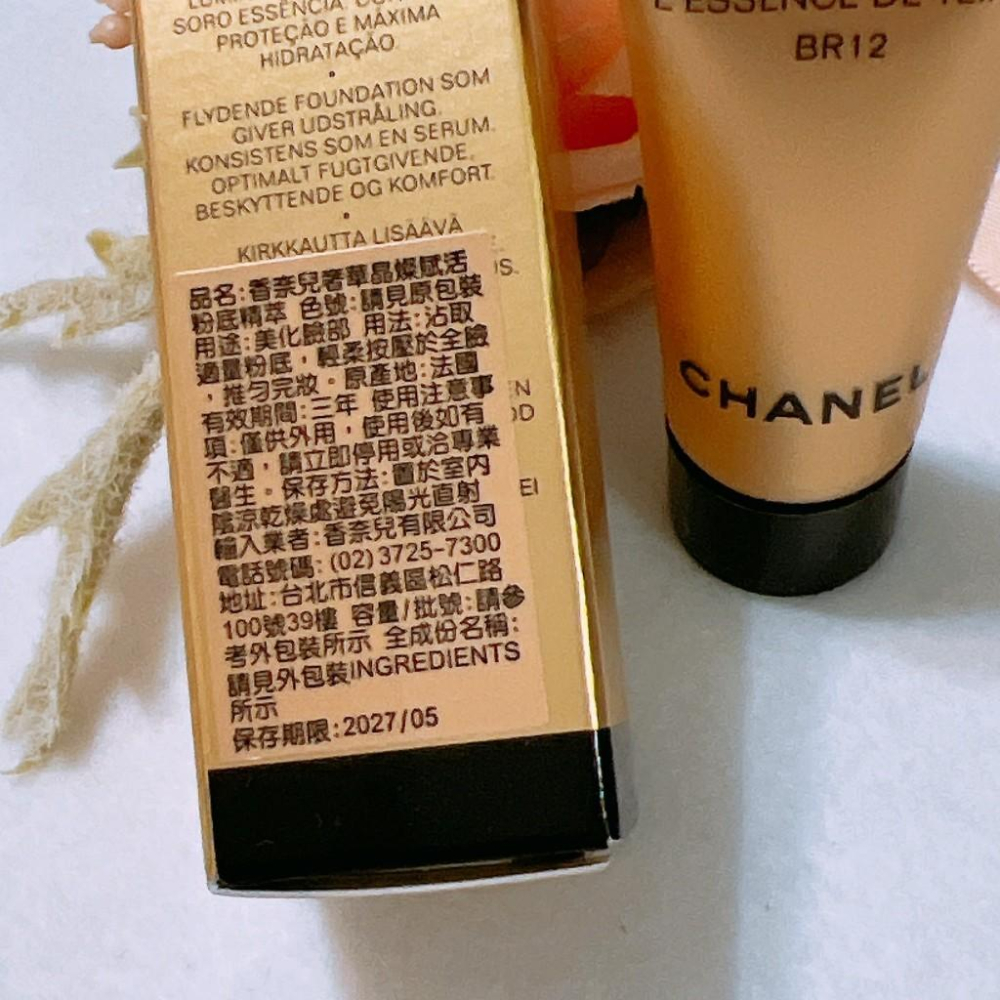 SORO ESSÊNCIA
PROTEÇÃO E MÁXIMA
HIDRATAÇÃO
•
FLYDENDE FOUNDATION SOM
GIVER UDSTRÅLING.
KONSISTENS SOM EN SERUM.
OPTIMALT FUGTGIVENDE,
BESKYTTENDE OG KOMFORT.
•
KIRKKAUTTA LISÄÄVÄ
品名:香奈兒奢華晶燦賦活
粉底精萃 色號:請見原包裝
用途:美化臉部 用法:沾取
適量粉底，輕柔按壓於全臉
，推勻完妝。原產地:法國
有效期間:三年 使用注意事
項:僅供外用，使用後如有
不適，請立即停用或洽專業
醫生。保存方法:置於室內
陰涼乾燥處避免陽光直射
輸入業者:香奈兒有限公司
電話號碼:(02)3725-7300
地址:台北市信義區松仁路
100號39樓 容量/批號:請參
考外包裝所示 全成份名稱:
請見外包裝INGREDIENTS
所示
保存期限:2027/05
L'ESSENCE DE
BR12
CHANEL